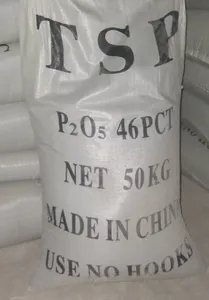 TSP
P₂O₅ 46PCT
NET 50KG
MADE IN CHINA
USE NO HOOKS